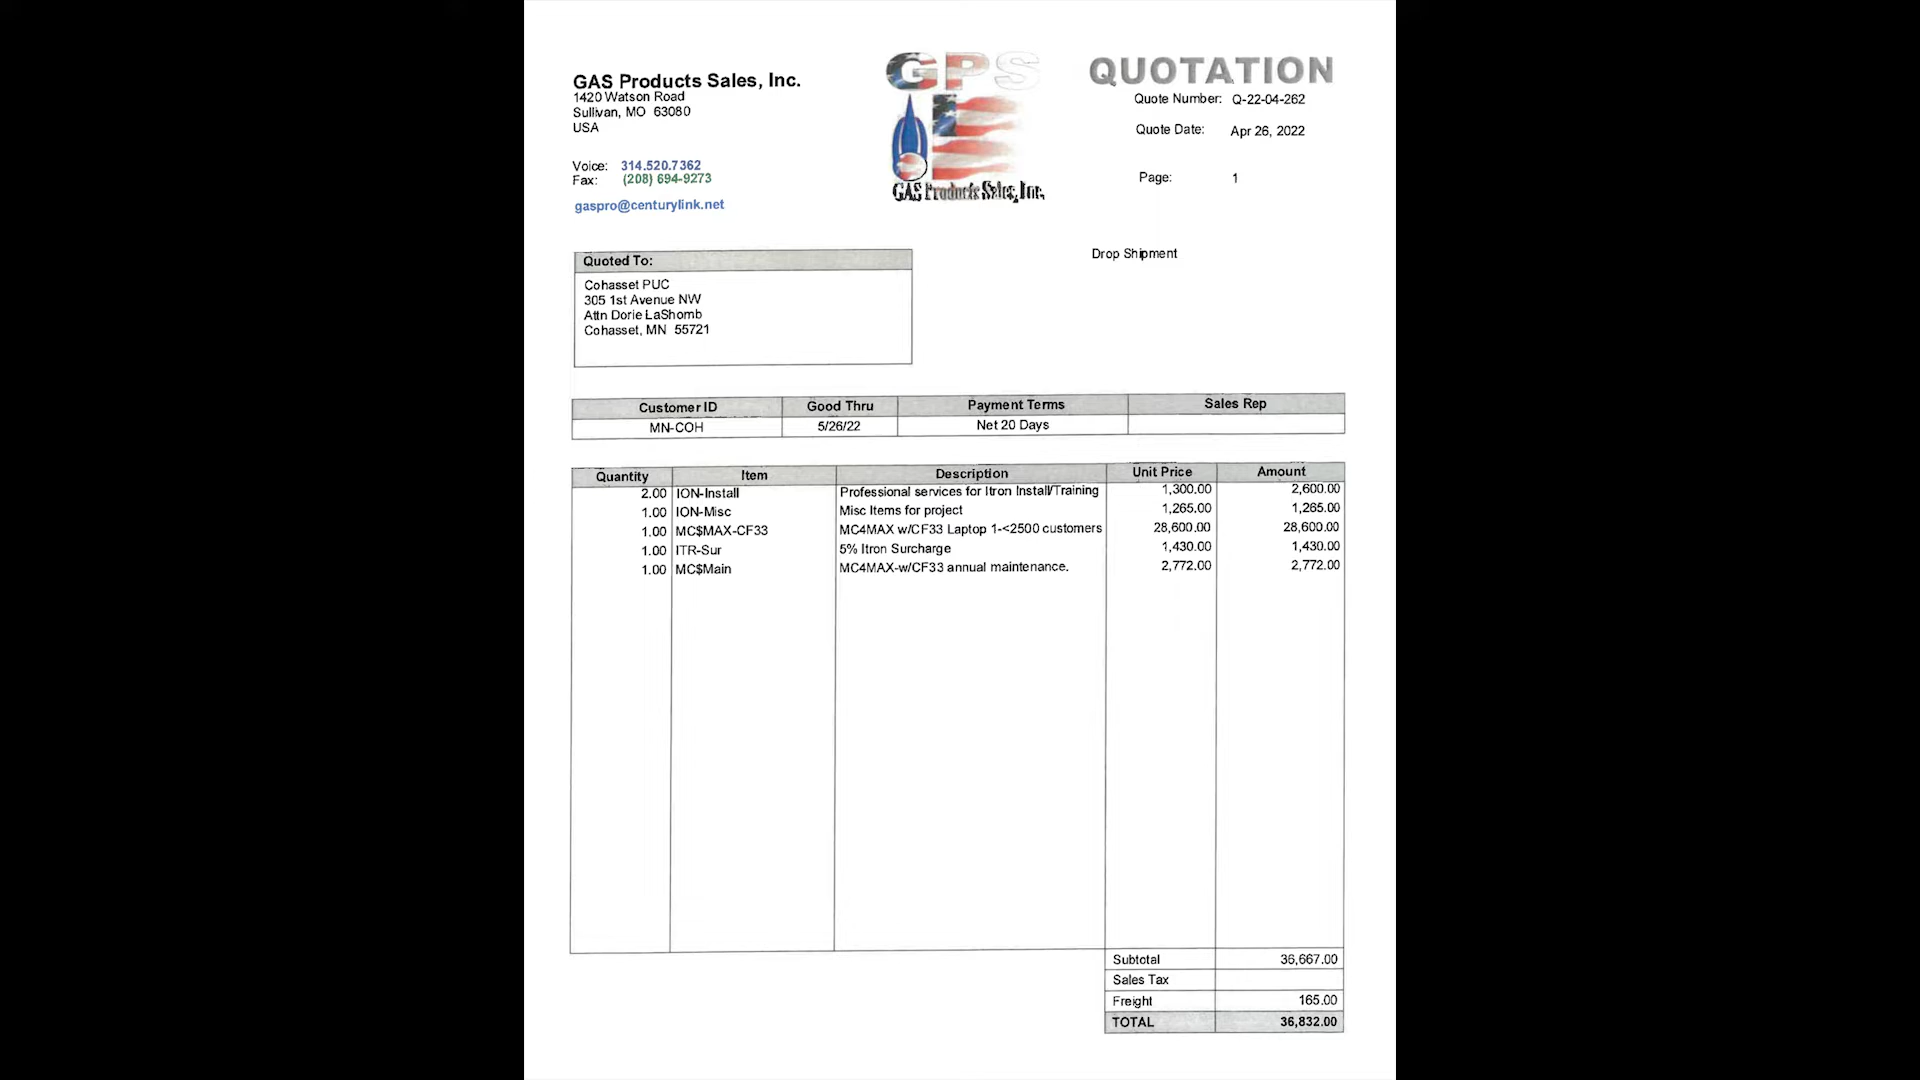 GAS Products Sales, Inc.
1420 Watson Road
Sullivan, MO 63080
USA
Voice: 314.520.7362
Fax: (208) 694-9273
gaspro@centurylink.net
GPS
GAS Products Sales, Inc.
QUOTATION
Quote Number: Q-22-04-262
Quote Date: Apr 26, 2022
Page: 1
Quoted To:
Cohasset PUC
305 1st Avenue NW
Attn Dorie LaShomb
Cohasset, MN 55721
Drop Shipment
Customer ID Good Thru Payment Terms Sales Rep
MN-COH 5/26/22 Net 20 Days
Quantity Item Description Unit Price Amount
2.00 ION-Install Professional services for Itron Install/Training 1,300.00 2,600.00
1.00 ION-Misc Misc Items for project 1,265.00 1,265.00
1.00 MC$MAX-CF33 MC4MAX w/CF33 Laptop 1-<2500 customers 28,600.00 28,600.00
1.00 ITR-Sur 5% Itron Surcharge 1,430.00 1,430.00
1.00 MC$Main MC4MAX-w/CF33 annual maintenance. 2,772.00 2,772.00
Subtotal 36,667.00
Sales Tax
Freight 165.00
TOTAL 36,832.00